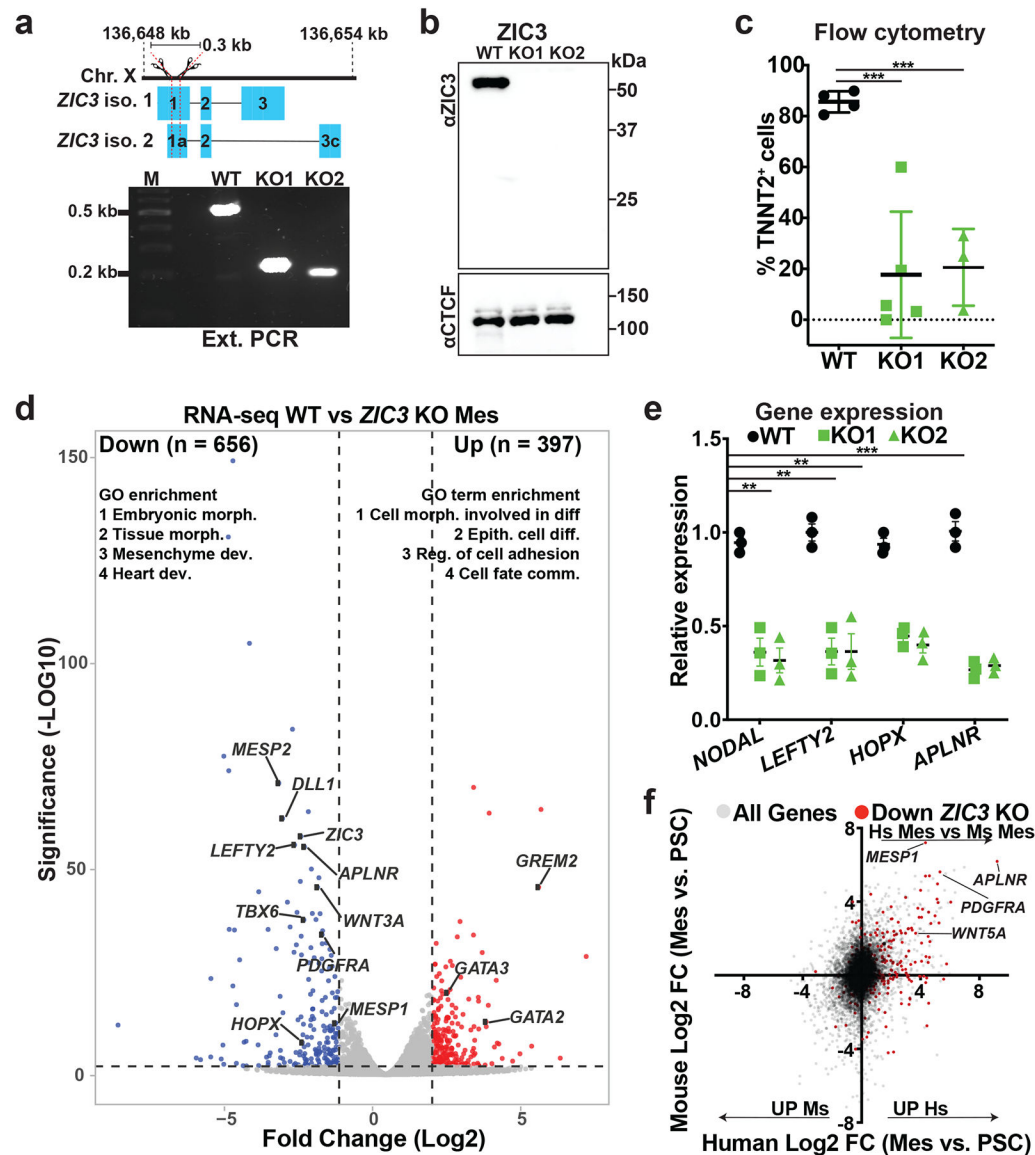 a
136,648 kb
136,654 kb
0.3 kb
Chr. X
ZIC3 iso. 1
1
2
3
ZIC3 iso. 2
1a
2
3c
M
WT
KO1
KO2
0.5 kb
0.2 kb
Ext. PCR
b
ZIC3
WT KO1 KO2
kDa
αZIC3
50
37
25
αCTCF
150
100
c
Flow cytometry
***
***
% TNNT2+ cells
100
80
60
40
20
0
WT
KO1
KO2
d
RNA-seq WT vs ZIC3 KO Mes
Down (n = 656)
Up (n = 397)
GO enrichment
1 Embryonic morph.
2 Tissue morph.
3 Mesenchyme dev.
4 Heart dev.
GO term enrichment
1 Cell morph. involved in diff
2 Epith. cell diff.
3 Reg. of cell adhesion
4 Cell fate comm.
Significance (-LOG10)
150
100
50
0
MESP2
DLL1
ZIC3
LEFTY2
APLNR
WNT3A
TBX6
PDGFRA
MESP1
HOPX
GREM2
GATA3
GATA2
−5
0
5
Fold Change (Log2)
e
Gene expression
WT
KO1
KO2
***
**
**
**
Relative expression
1.5
1.0
0.5
0.0
NODAL
LEFTY2
HOPX
APLNR
f
All Genes
Down ZIC3 KO
Hs Mes vs Ms Mes
Mouse Log2 FC (Mes vs. PSC)
8
4
-4
-8
-8
-4
4
8
MESP1
APLNR
PDGFRA
WNT5A
UP Ms
UP Hs
Human Log2 FC (Mes vs. PSC)